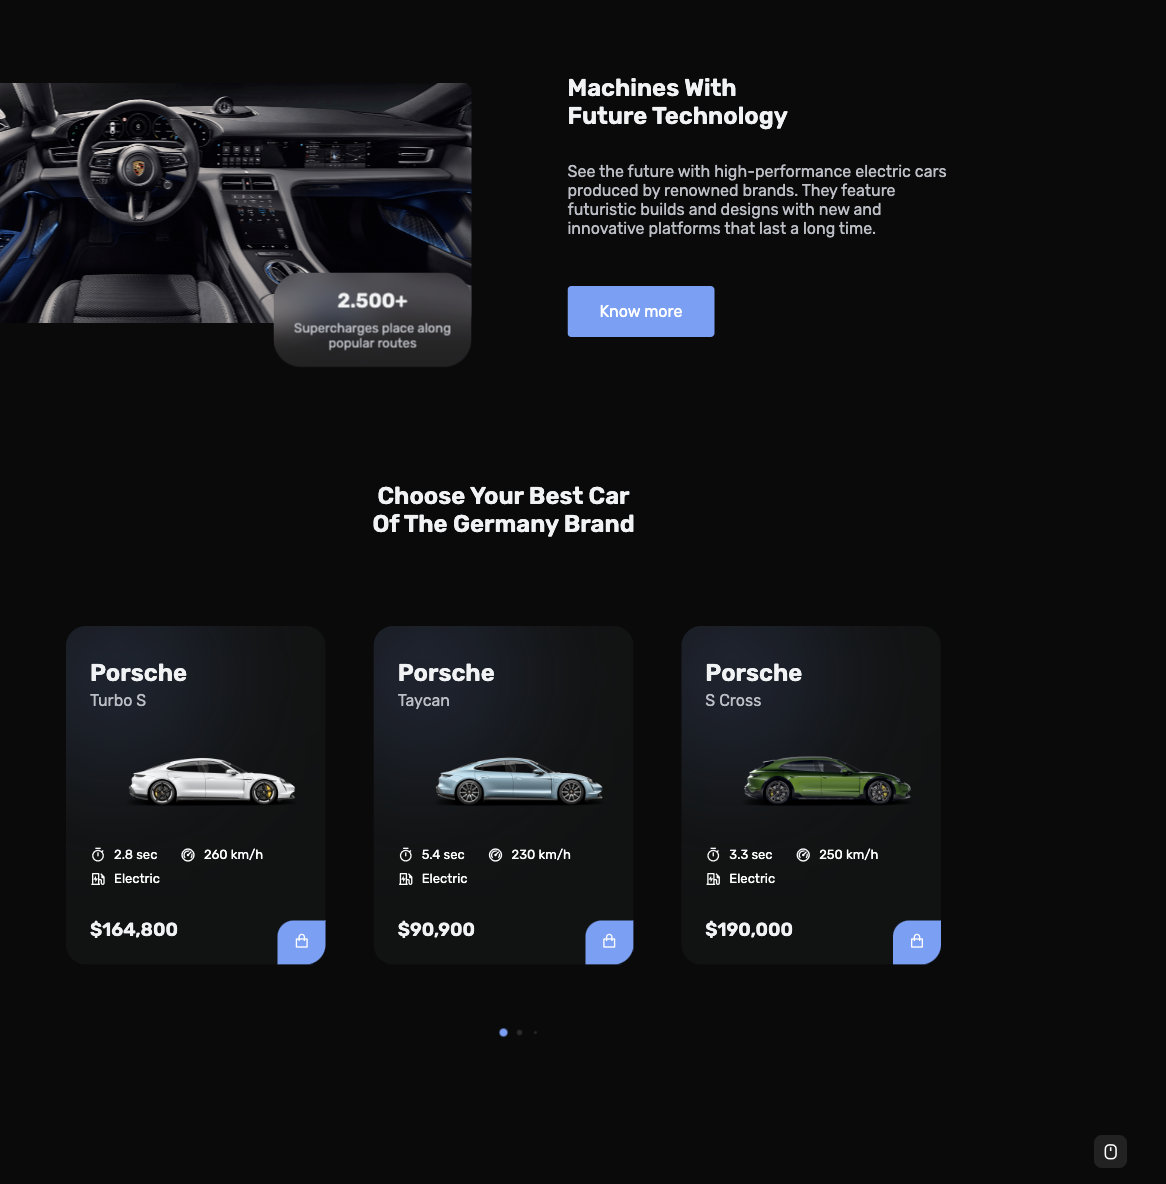 Machines With
Future Technology
See the future with high-performance electric cars
produced by renowned brands. They feature
futuristic builds and designs with new and
innovative platforms that last a long time.
Know more
2.500+
Supercharges place along
popular routes
Choose Your Best Car
Of The Germany Brand
Porsche
Turbo S
2.8 sec 260 km/h
Electric
$164,800
Porsche
Taycan
5.4 sec 230 km/h
Electric
$90,900
Porsche
S Cross
3.3 sec 250 km/h
Electric
$190,000